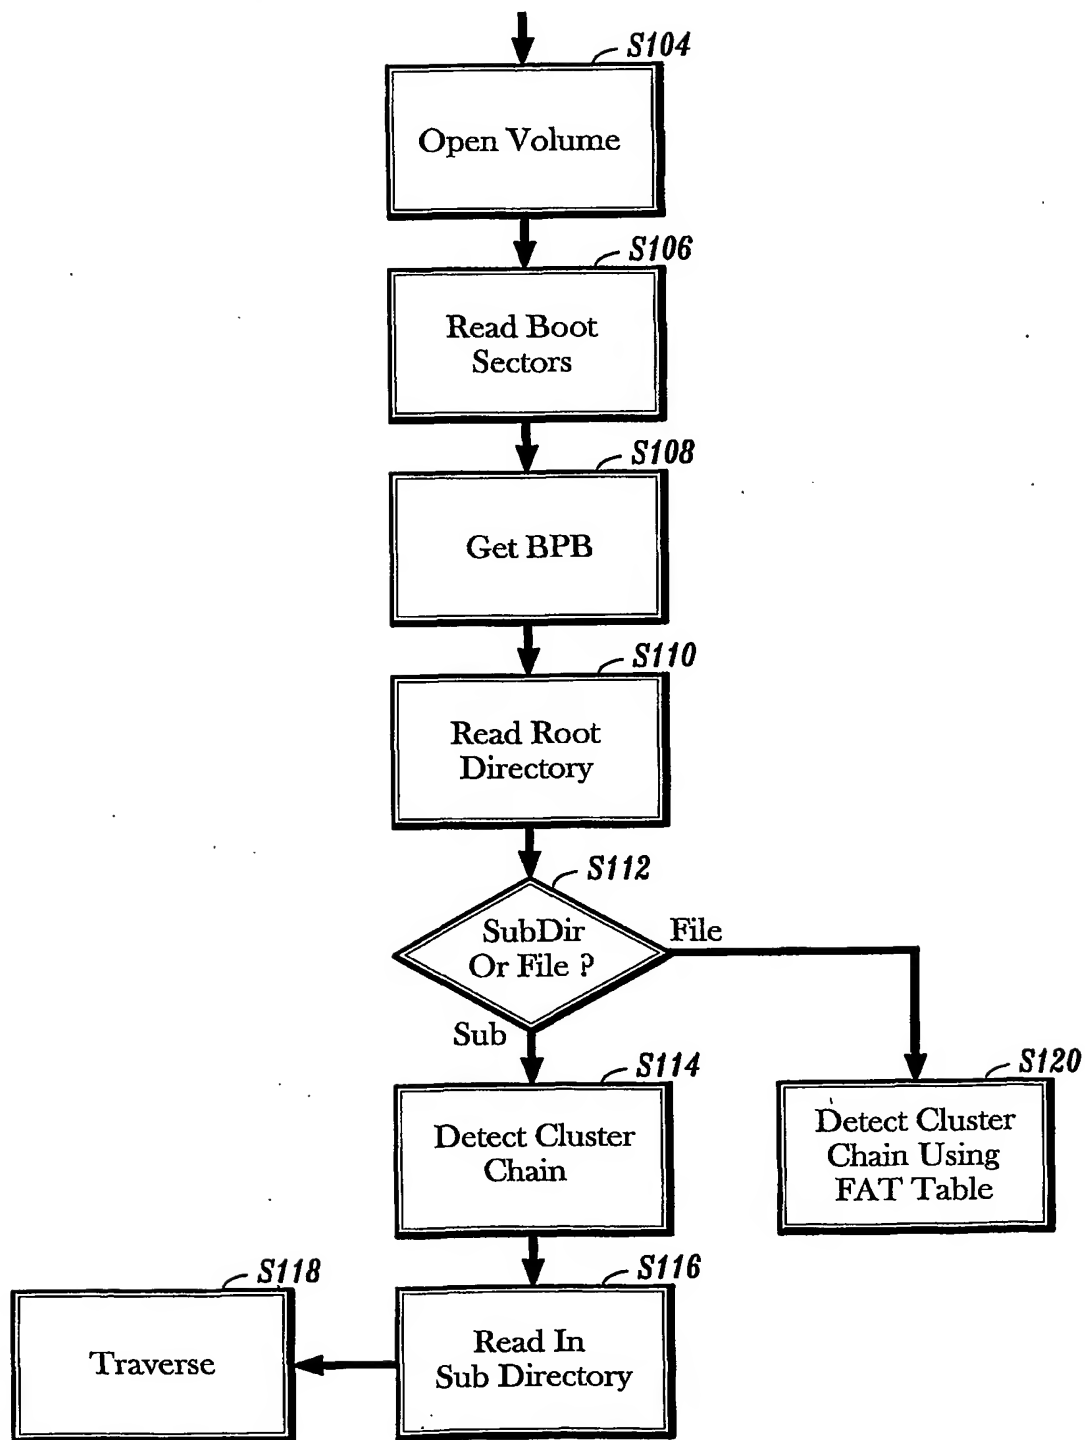 S104
Open Volume
S106
Read Boot
Sectors
S108
Get BPB
S110
Read Root
Directory
S112
SubDir
Or File ?
File
Sub
S114
Detect Cluster
Chain
S120
Detect Cluster
Chain Using
FAT Table
S116
Read In
Sub Directory
S118
Traverse